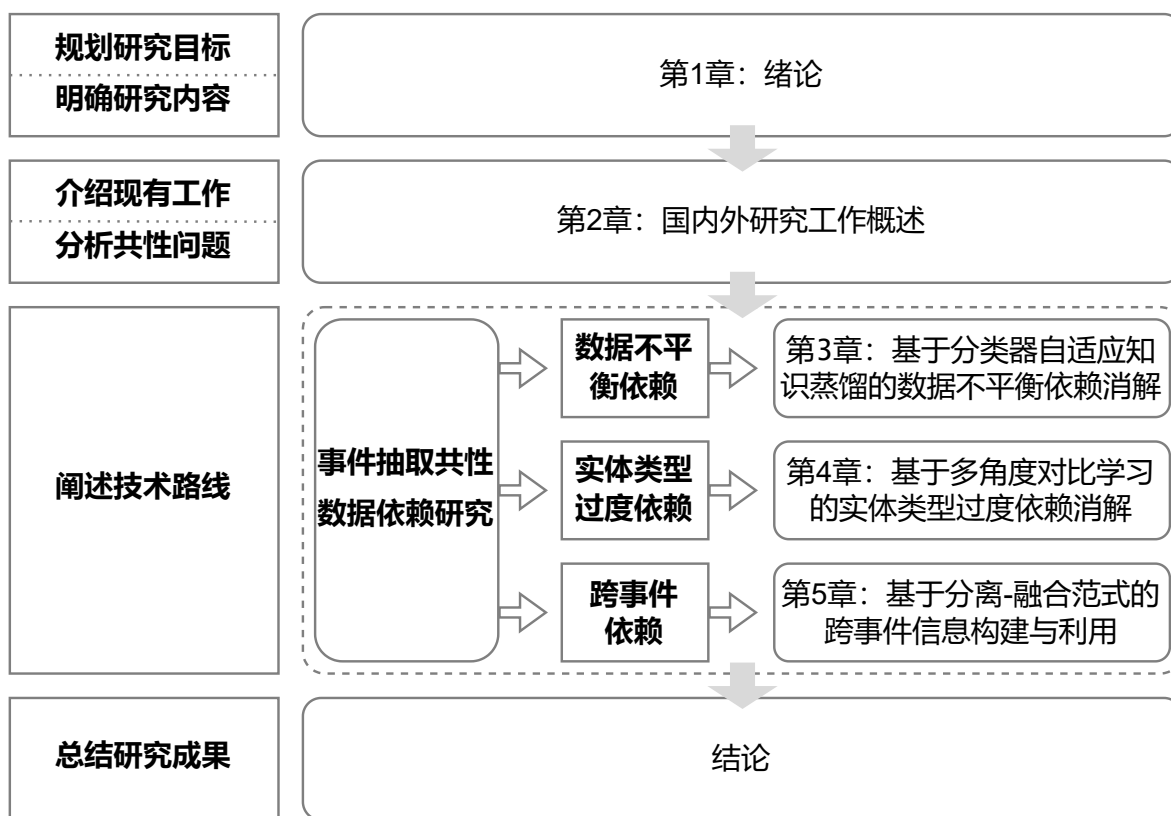 规划研究目标
明确研究内容
第1章：绪论
介绍现有工作
分析共性问题
第2章：国内外研究工作概述
阐述技术路线
事件抽取共性
数据依赖研究
数据不平
衡依赖
第3章：基于分类器自适应知
识蒸馏的数据不平衡依赖消解
实体类型
过度依赖
第4章：基于多角度对比学习
的实体类型过度依赖消解
跨事件
依赖
第5章：基于分离-融合范式的
跨事件信息构建与利用
总结研究成果
结论